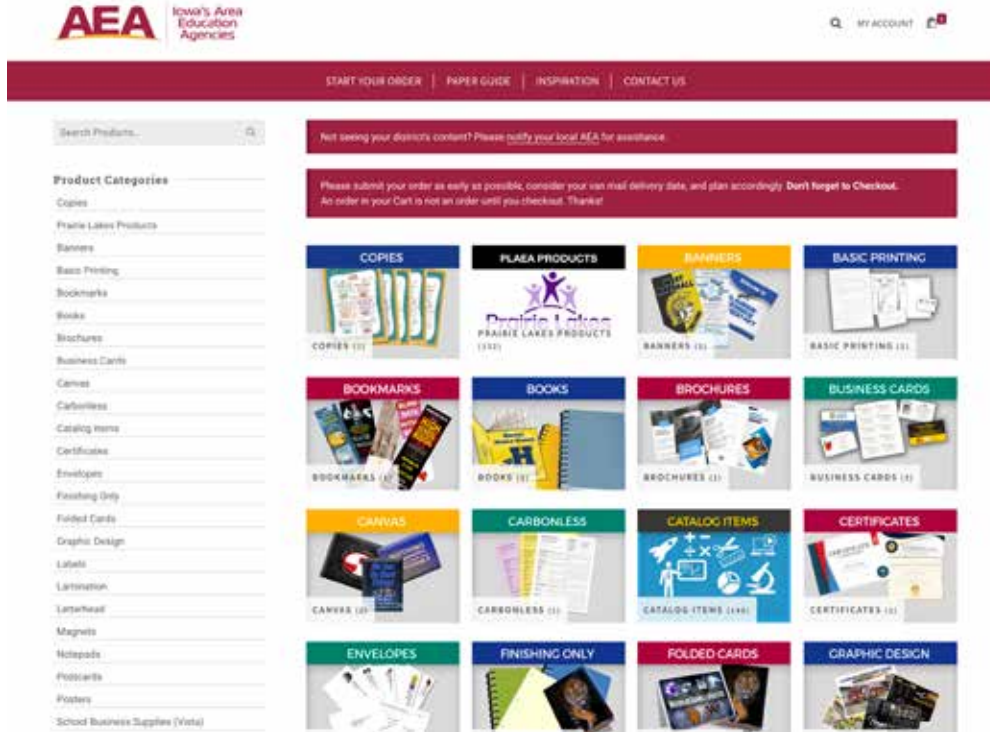 AEA
Iowa's Area
Education
Agencies
MY ACCOUNT
START YOUR ORDER
PAPER GUIDE
INSPIRATION
CONTACT US
Search Products...
Not seeing your district's content? Please notify your local AEA for assistance.
Please submit your order as early as possible, consider your van mail delivery date, and plan accordingly. Don't forget to Checkout.
An order in your Cart is not an order until you checkout. Thanks!
Product Categories
Copies
Prairie Lakes Products
Banners
Basic Printing
Bookmarks
Books
Brochures
Business Cards
Canvas
Carbonless
Catalog Items
Certificates
Envelopes
Finishing Only
Folded Cards
Graphic Design
Labels
Lamination
Letterhead
Magnets
Notepads
Postcards
Posters
School Business Supplies (Vista)
COPIES
PLAEA PRODUCTS
BANNERS
BASIC PRINTING
Prairie Lakes
COPIES
PRAIRIE LAKES PRODUCTS
BANNERS
BASIC PRINTING
BOOKMARKS
BOOKS
BROCHURES
BUSINESS CARDS
H
BOOKMARKS
BOOKS
BROCHURES
BUSINESS CARDS
CANVAS
CARBONLESS
CATALOG ITEMS
CERTIFICATES
CERTIFICATE
CANVAS
CARBONLESS
CATALOG ITEMS
CERTIFICATES
ENVELOPES
FINISHING ONLY
FOLDED CARDS
GRAPHIC DESIGN